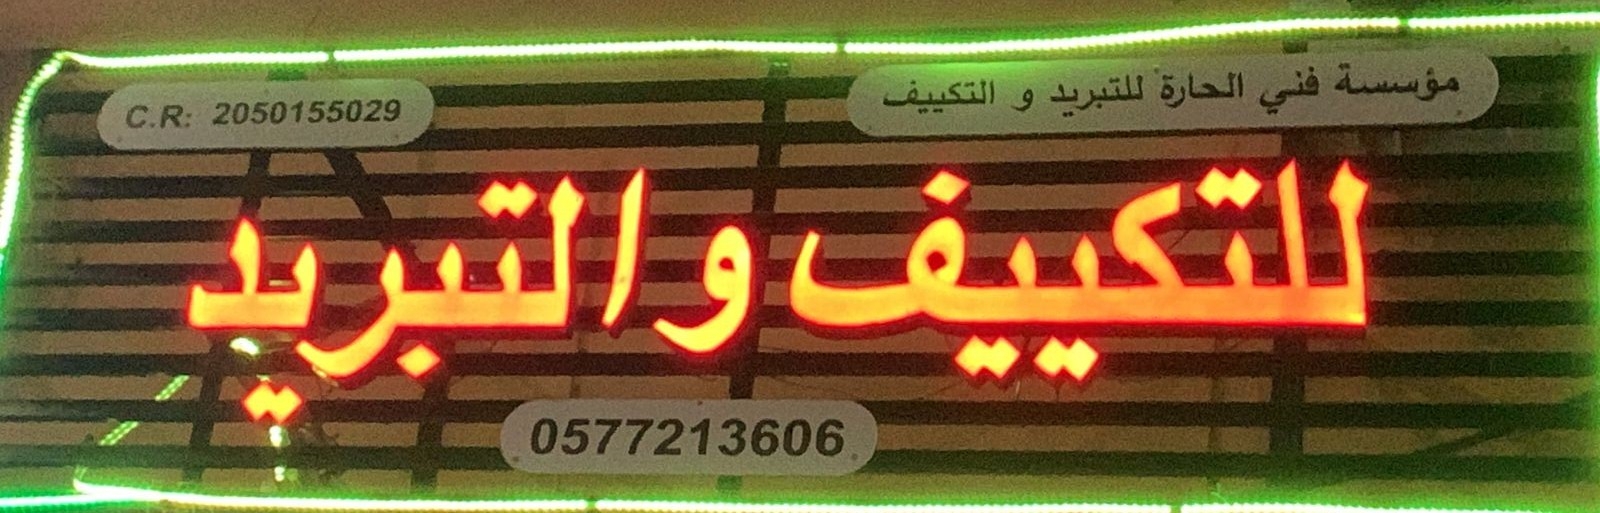 مؤسسة فني الحارة للتبريد و التكييف
C.R: 2050155029
للتكييف والتبريد
0577213606